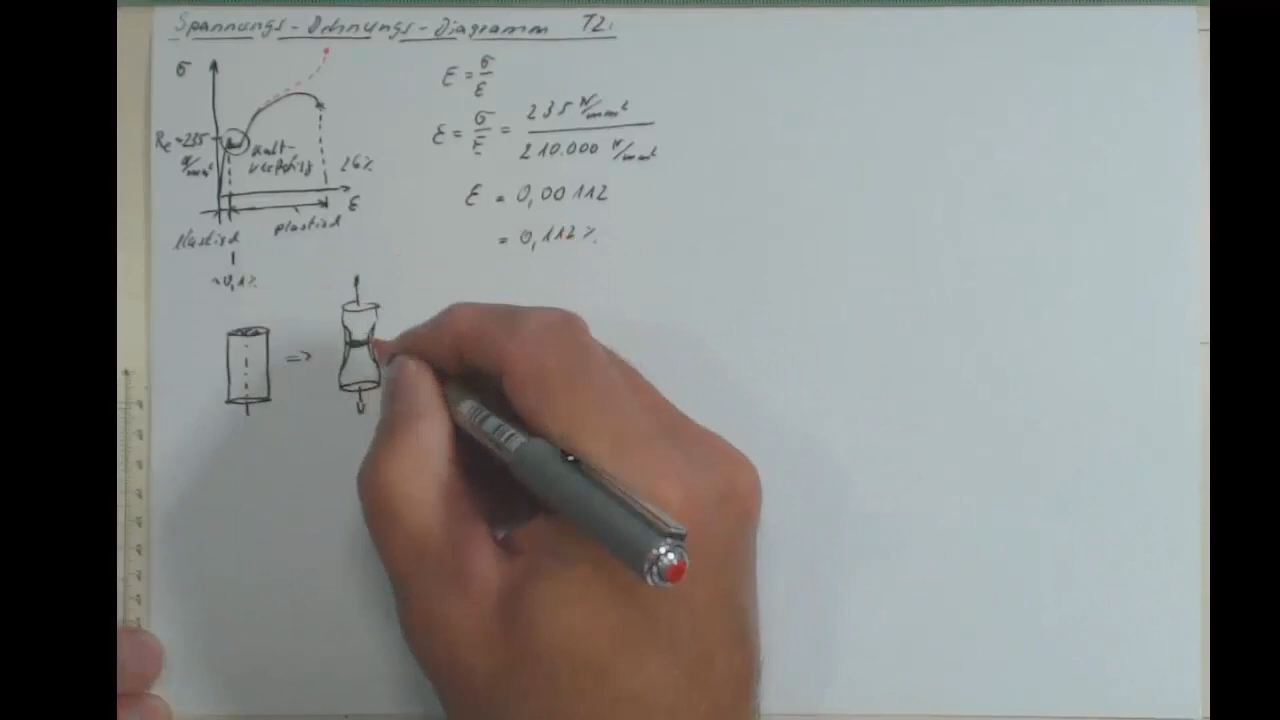 Spannungs-Dehnungs-Diagramm T2.
σ
E = σ/ε
Re=235
N/mm²
Kalt-
verfestig
26%
ε
ε = σ/E = 235 N/mm² / 210.000 N/mm²
ε = 0,00112
= 0,112%
elastisch
plastisch
~0,1%
=>